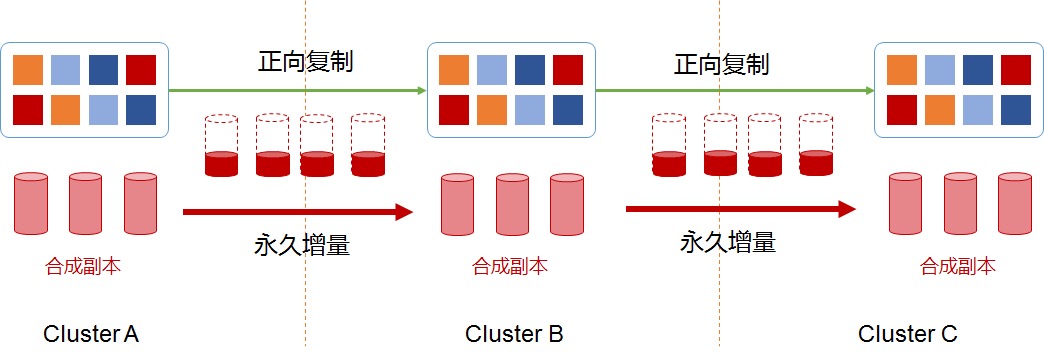 正向复制
正向复制
永久增量
永久增量
合成副本
合成副本
合成副本
Cluster A
Cluster B
Cluster C